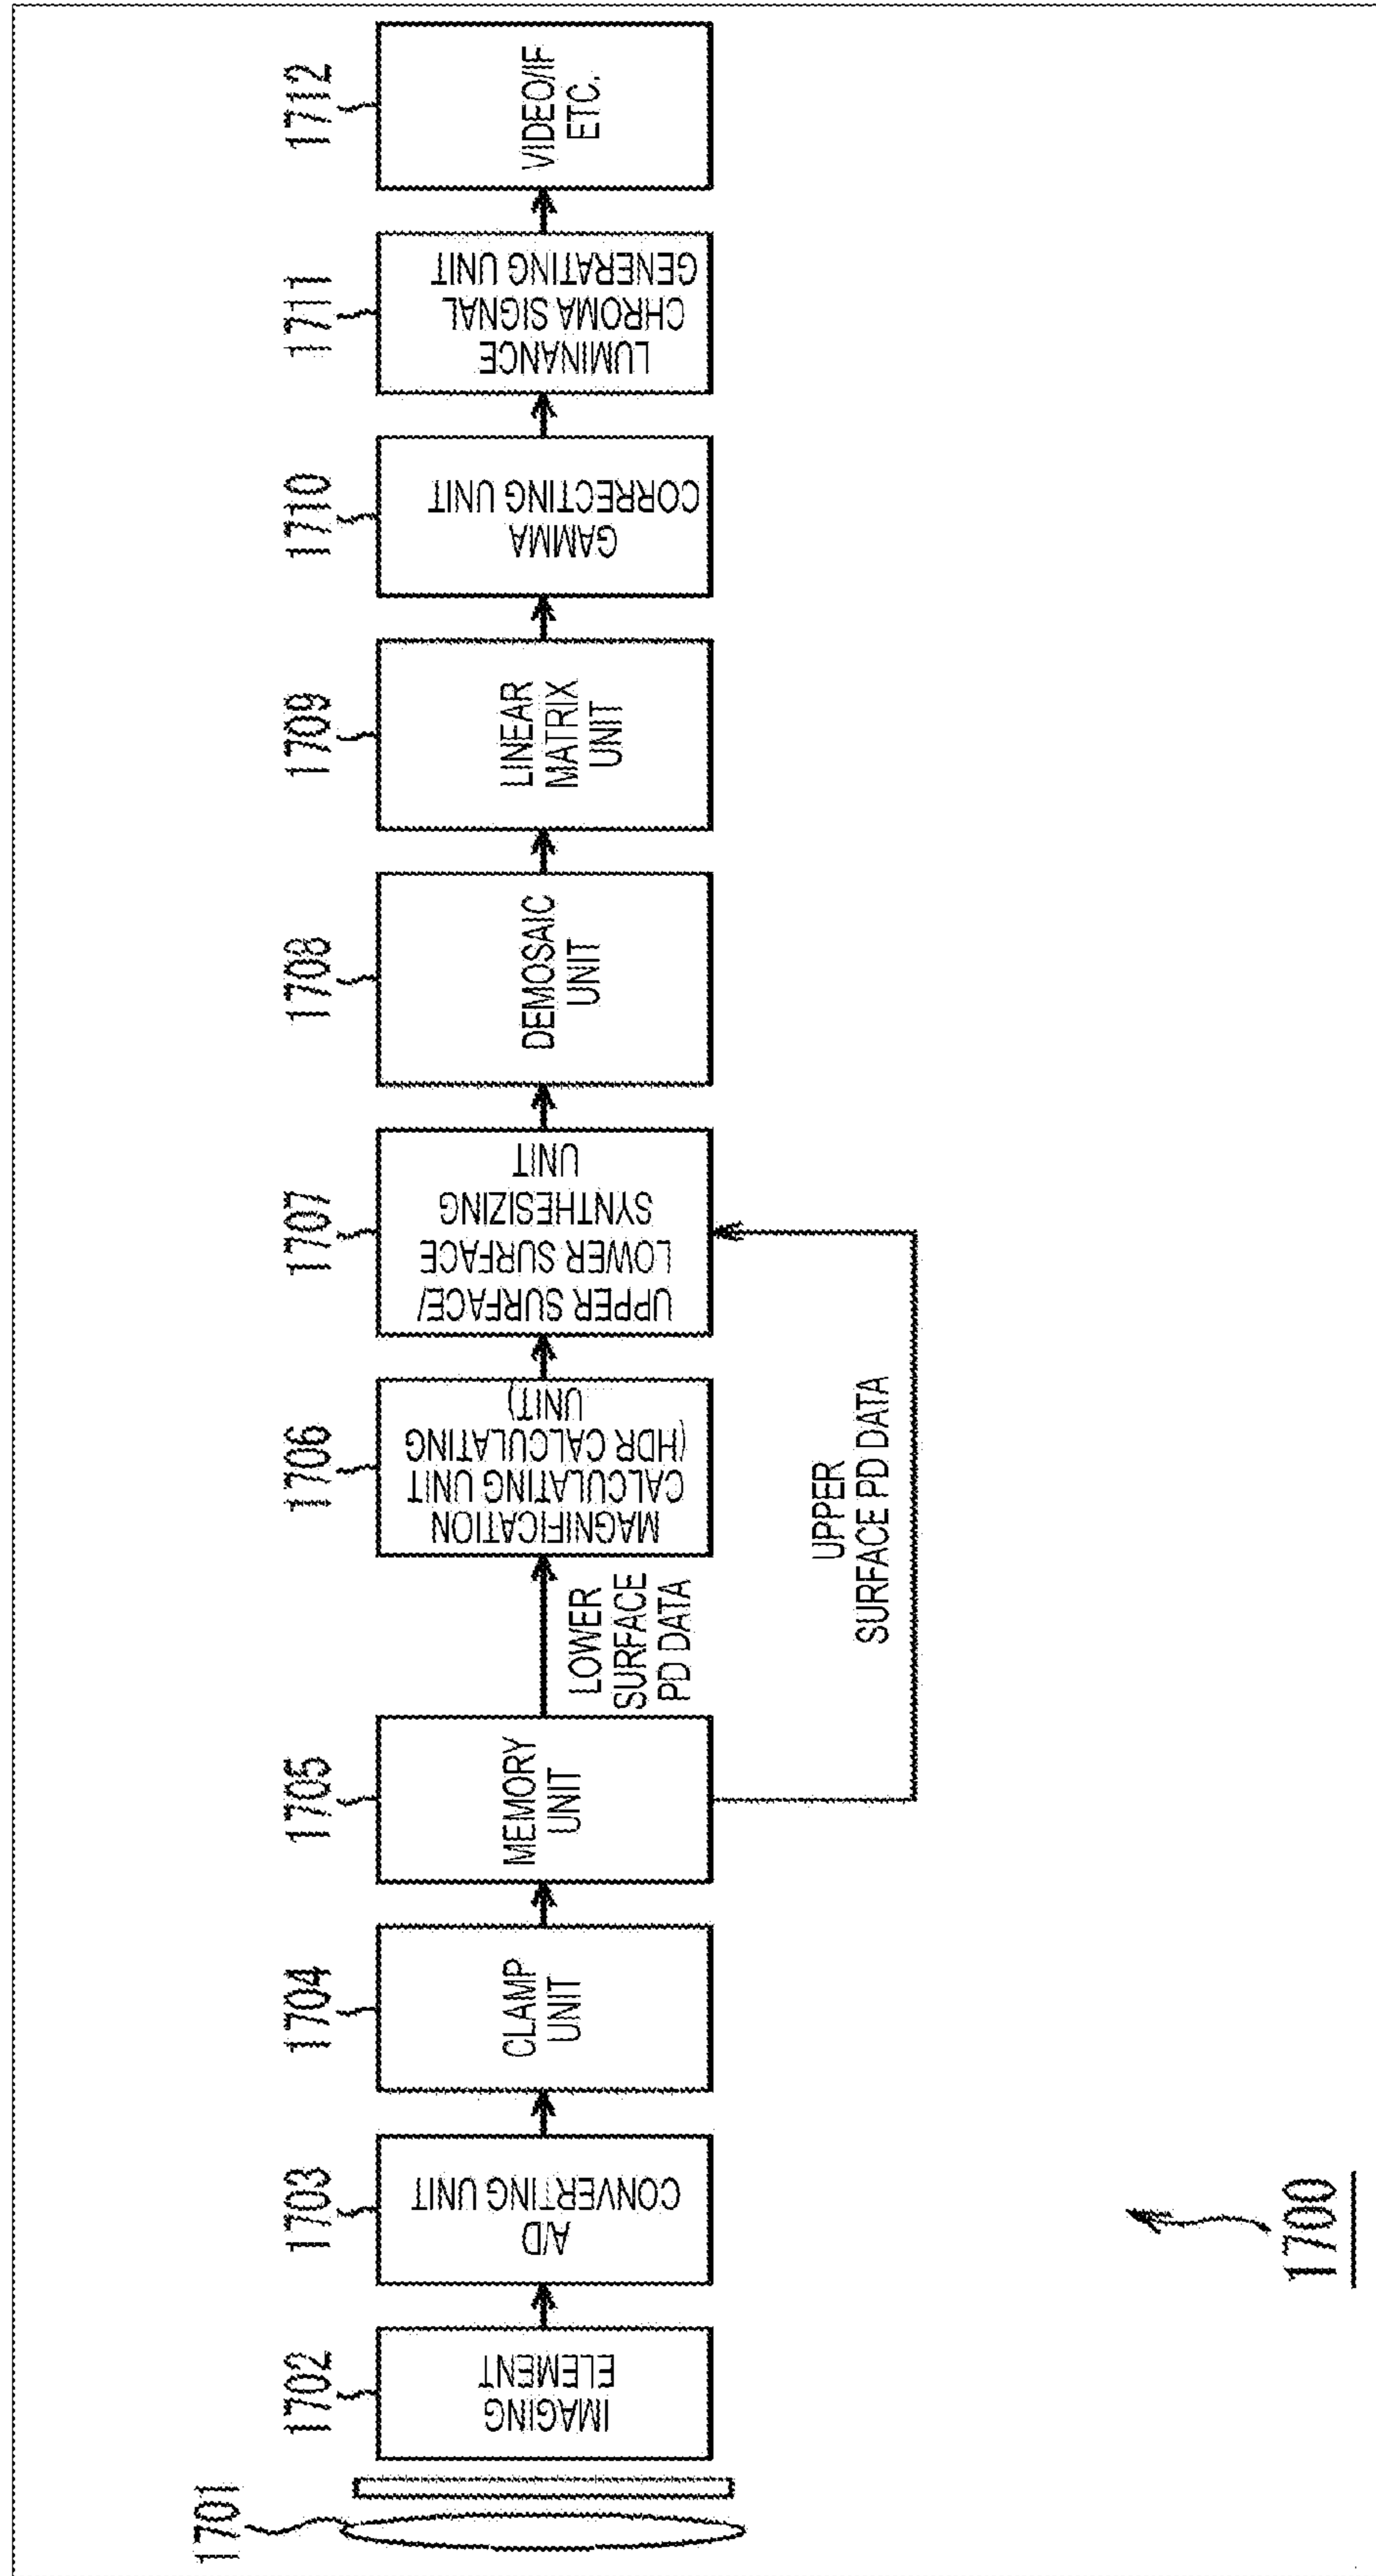 1701
1702
IMAGING
ELEMENT
1703
A/D
CONVERTING UNIT
1704
CLAMP
UNIT
1705
MEMORY
UNIT
LOWER
SURFACE
PD DATA
UPPER
SURFACE PD DATA
1706
MAGNIFICATION
CALCULATING UNIT
(HDR CALCULATING
UNIT)
1707
UPPER SURFACE/
LOWER SURFACE
SYNTHESIZING
UNIT
1708
DEMOSAIC
UNIT
1709
LINEAR
MATRIX
UNIT
1710
GAMMA
CORRECTING UNIT
1711
LUMINANCE
CHROMA SIGNAL
GENERATING UNIT
1712
VIDEO/IF
ETC.
1700